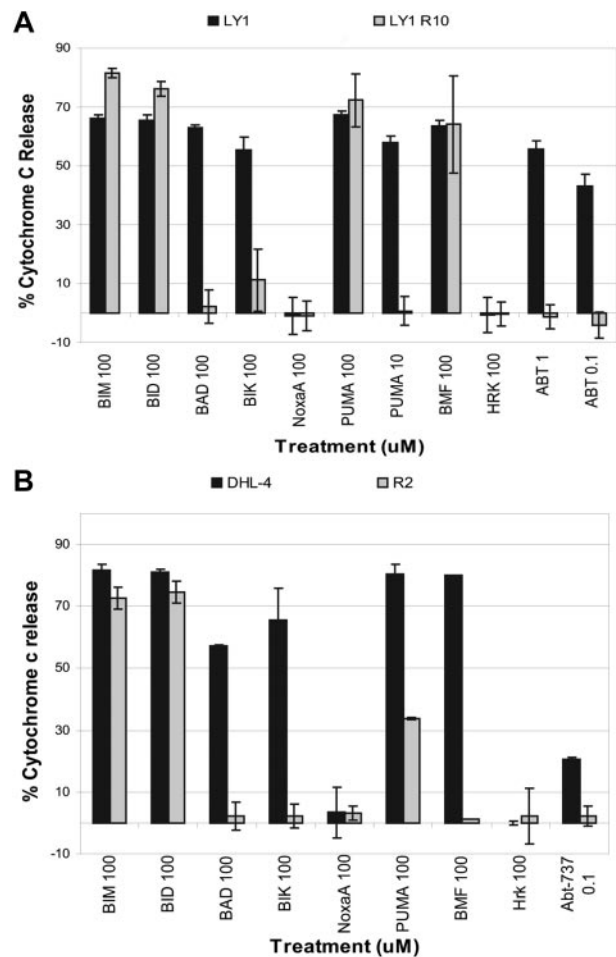 A
LY1 LY1 R10
% Cytochrome C Release
90
70
50
30
10
-10
BIM 100
BID 100
BAD 100
BIK 100
NoxaA 100
PUMA 100
PUMA 10
BMF 100
HRK 100
ABT 1
ABT 0.1
Treatment (uM)
B
DHL-4 R2
% Cytochrome c release
90
70
50
30
10
-10
BIM 100
BID 100
BAD 100
BIK 100
NoxaA 100
PUMA 100
BMF 100
Hrk 100
Abt-737
0.1
Treatment (uM)